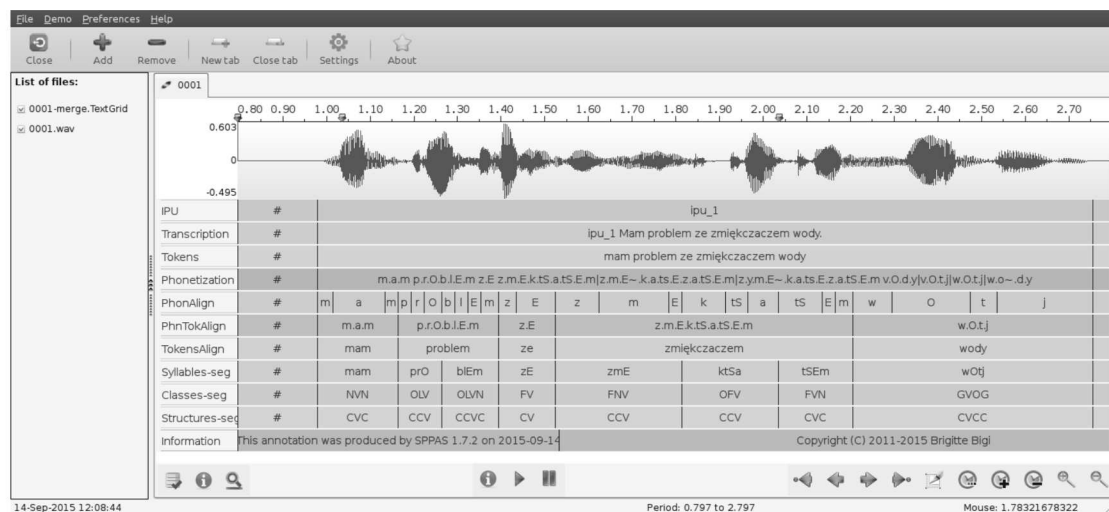 File Demo Preferences Help
Close Add Remove New tab Close tab Settings About
List of files:
0001-merge.TextGrid
0001.wav
0001
0.80 0.90 1.00 1.10 1.20 1.30 1.40 1.50 1.60 1.70 1.80 1.90 2.00 2.10 2.20 2.30 2.40 2.50 2.60 2.70
0.603
0
-0.495
IPU # ipu_1
Transcription # ipu_1 Mam problem ze zmiękczaczem wody.
Tokens # mam problem ze zmiękczaczem wody
Phonetization # m.a.m p.r.O.b.l.E.m z.E z.m.E.k.tS.a.tS.E.m|z.m.E~.k.a.ts.E.z.a.tS.E.m|z.y.m.E~.k.a.ts.E.z.a.tS.E.m v.O.d.y|v.O.t.j|w.O.t.j|w.o~.d.y
PhonAlign # m a m p r O b l E m z E z m E k tS a tS E m w O t j
PhnTokAlign # m.a.m p.r.O.b.l.E.m z.E z.m.E.k.tS.a.tS.E.m w.O.t.j
TokensAlign # mam problem ze zmiękczaczem wody
Syllables-seg # mam prO blEm zE zmE ktSa tSEm wOtj
Classes-seg # NVN OLV OLVN FV FNV OFV FVN GVOG
Structures-seg # CVC CCV CCVC CV CCV CCV CVC CVCC
Information This annotation was produced by SPPAS 1.7.2 on 2015-09-14 Copyright (C) 2011-2015 Brigitte Bigi
14-Sep-2015 12:08:44 Period: 0.797 to 2.797 Mouse: 1.78321678322